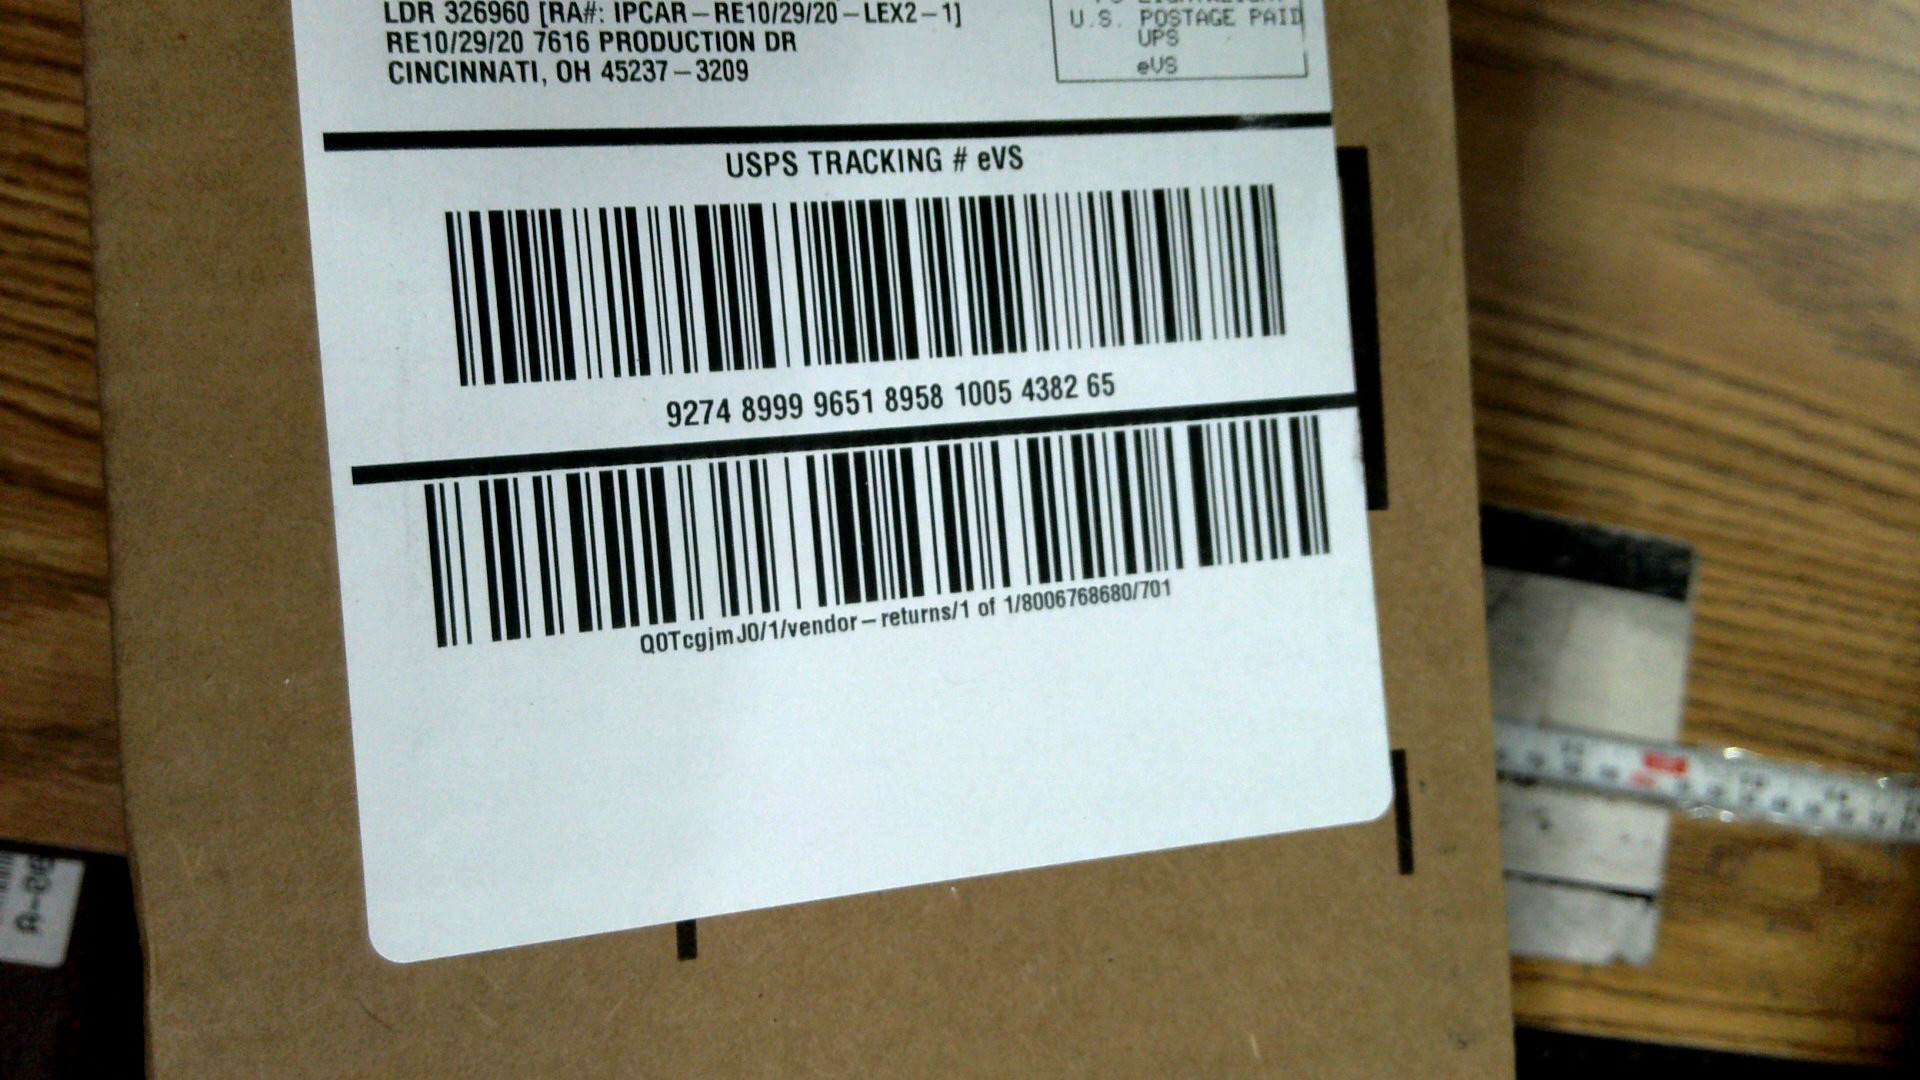 LDR 326960 [RA#: IPCAR-RE10/29/20-LEX2-1]
RE10/29/20 7616 PRODUCTION DR
CINCINNATI, OH 45237-3209
U.S. POSTAGE PAID
UPS
eVS
USPS TRACKING # eVS
9274 8999 9651 8958 1005 4382 65
Q0TcgjmJ0/1/vendor-returns/1 of 1/8006768680/701